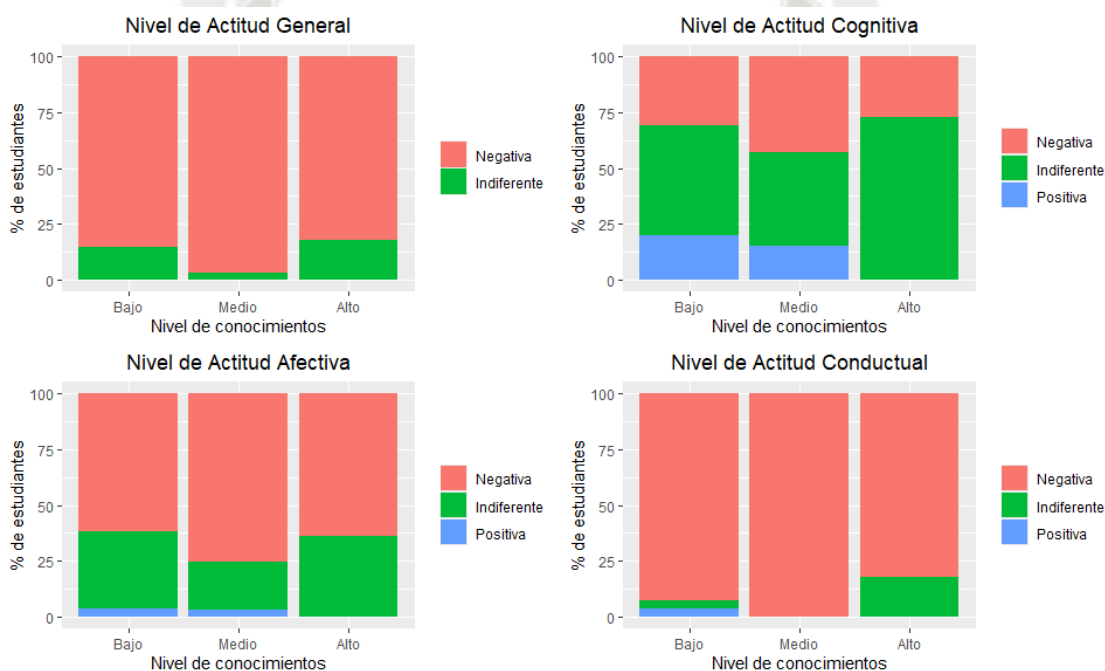 Nivel de Actitud General
% de estudiantes
100
75
50
25
0
Bajo Medio Alto
Nivel de conocimientos
Negativa
Indiferente
Nivel de Actitud Cognitiva
% de estudiantes
100
75
50
25
0
Bajo Medio Alto
Nivel de conocimientos
Negativa
Indiferente
Positiva
Nivel de Actitud Afectiva
% de estudiantes
100
75
50
25
0
Bajo Medio Alto
Nivel de conocimientos
Negativa
Indiferente
Positiva
Nivel de Actitud Conductual
% de estudiantes
100
75
50
25
0
Bajo Medio Alto
Nivel de conocimientos
Negativa
Indiferente
Positiva